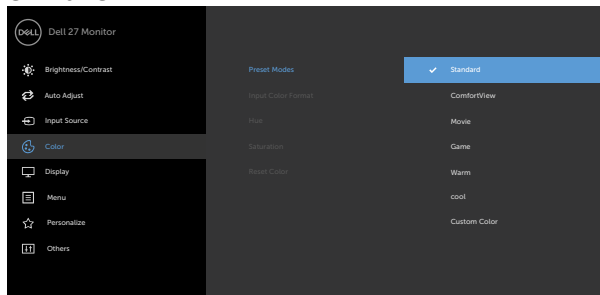 DELL
Dell 27 Monitor
Brightness/Contrast
Auto Adjust
Input Source
Color
Display
Menu
Personalize
Others
Preset Modes
Input Color Format
Hue
Saturation
Reset Color
Standard
ComfortView
Movie
Game
Warm
cool
Custom Color